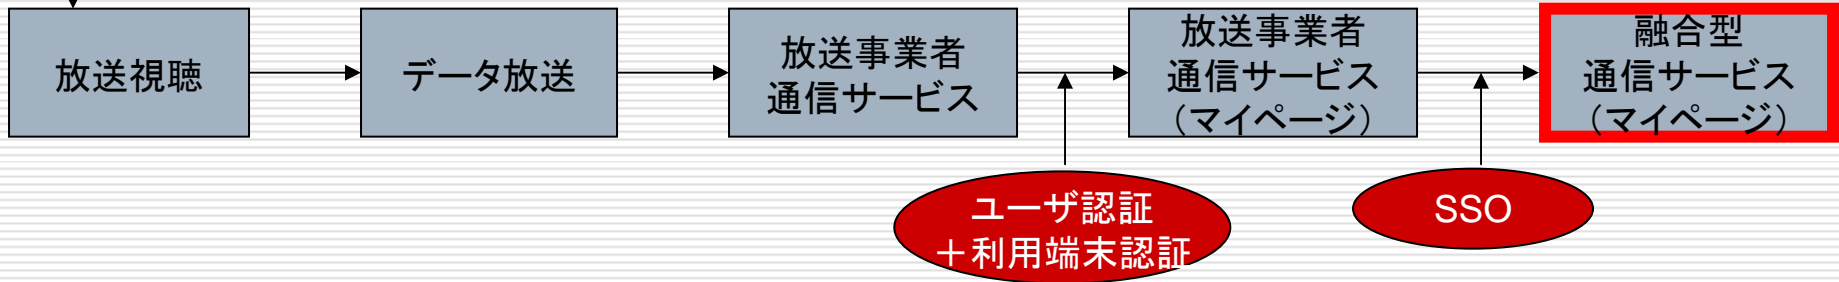 放送視聴
データ放送
放送事業者
通信サービス
放送事業者
通信サービス
（マイページ）
融合型
通信サービス
（マイページ）
ユーザ認証
＋利用端末認証
SSO